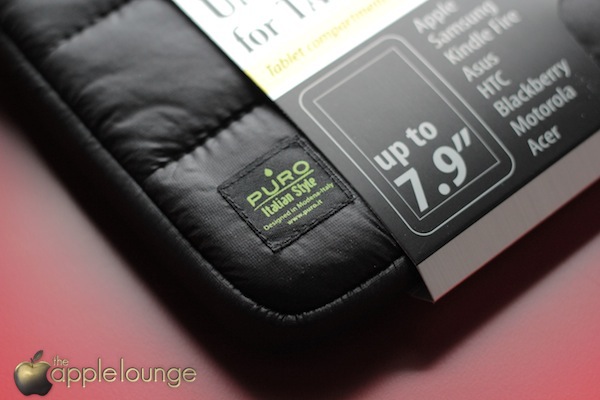 for TA
Tablet compartment
Apple
Samsung
Kindle Fire
Asus
HTC
Blackberry
Motorola
Acer
up to
7.9"
PURO
Italian Style
Designed in Modena-Italy
www.puro.it
the
applelounge